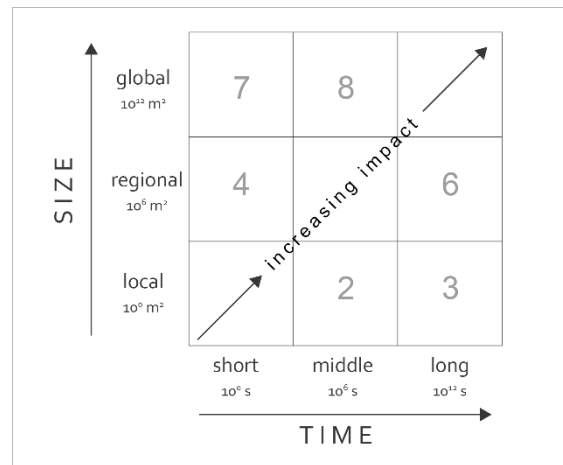 SIZE
global
10¹² m²
7
8
regional
10⁶ m²
4
increasing impact
6
local
10⁰ m²
2
3
short
middle
long
10⁰ s
10⁶ s
10¹² s
TIME